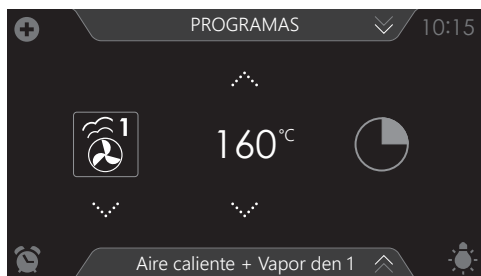 PROGRAMAS
10:15
1
160°C
Aire caliente + Vapor den 1